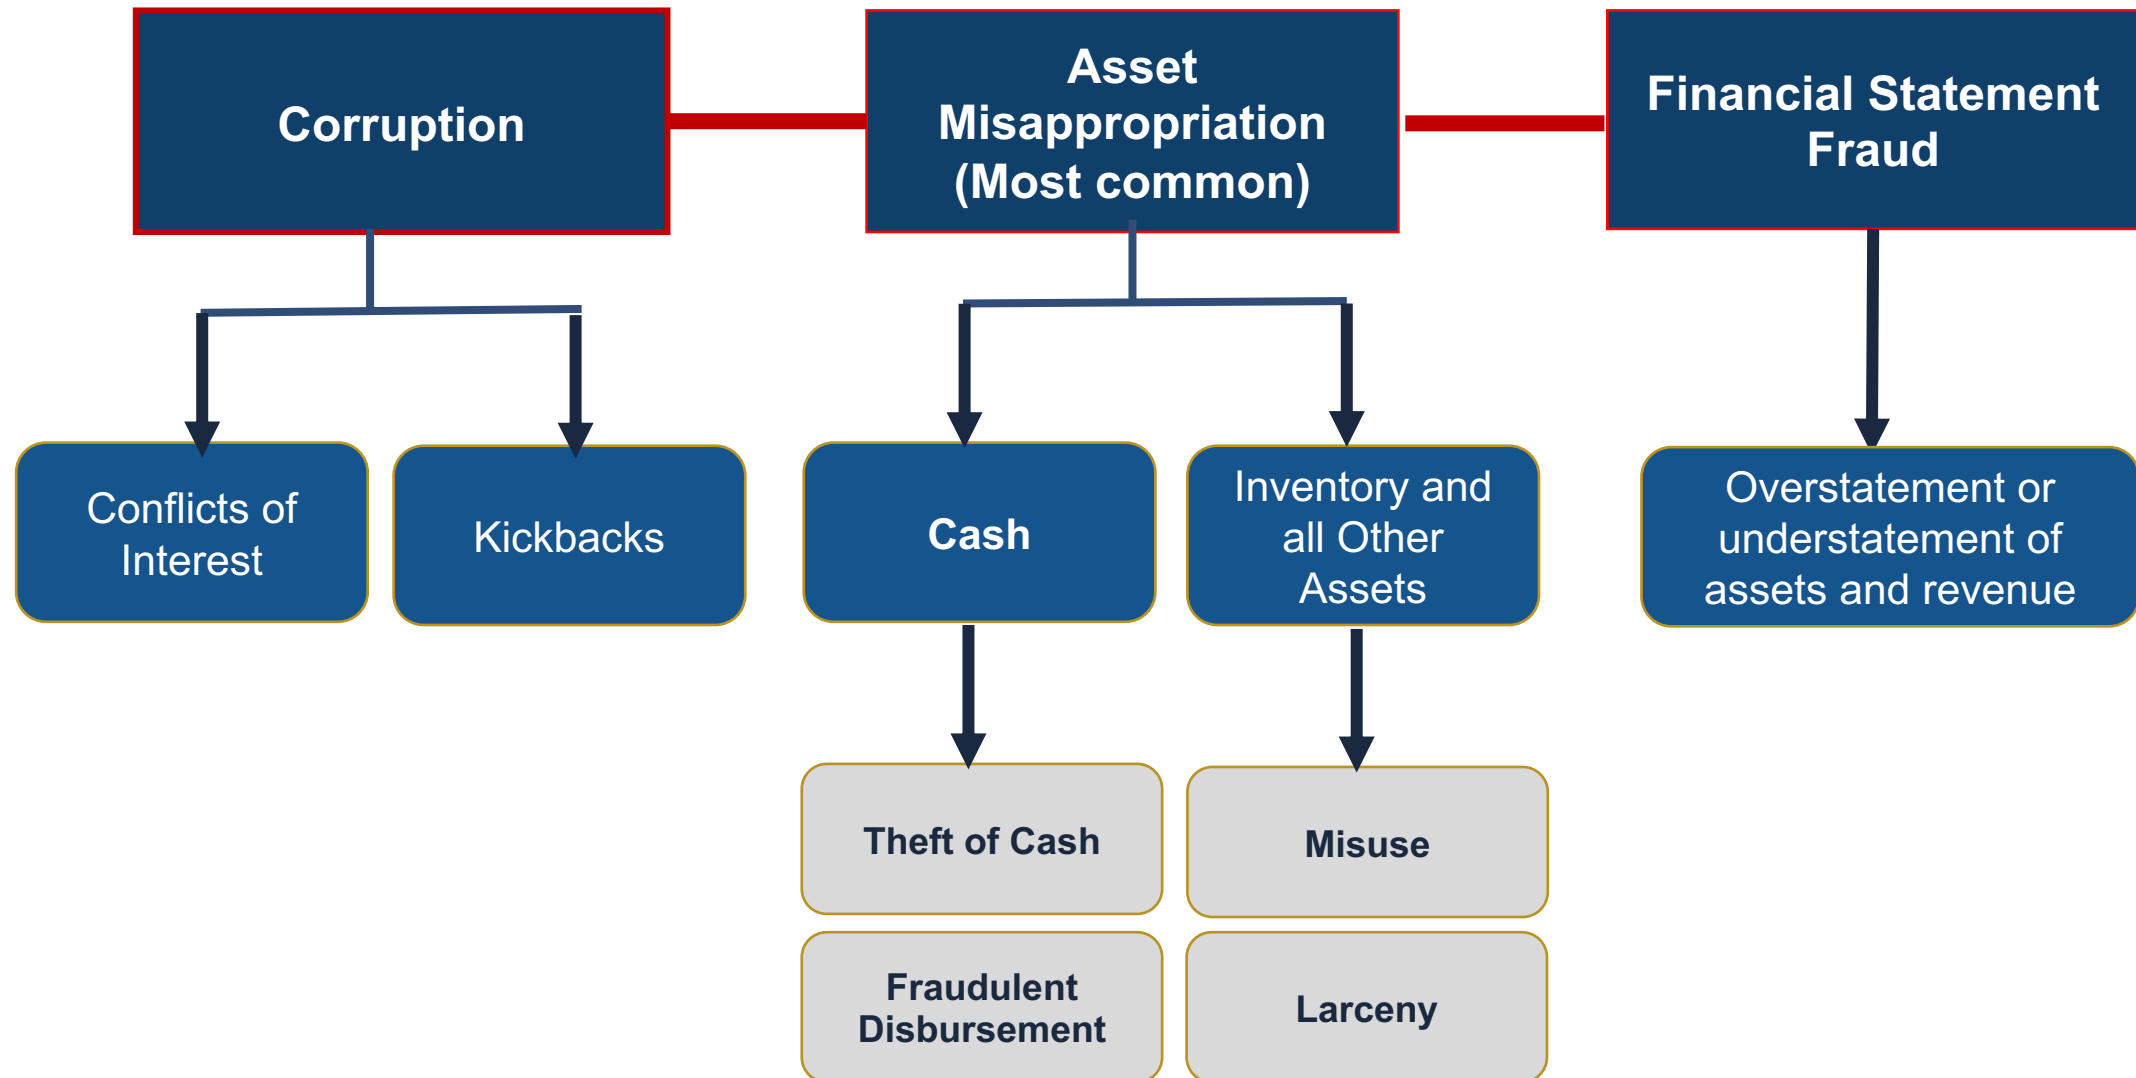 Corruption
Asset
Misappropriation
(Most common)
Financial Statement
Fraud
Conflicts of
Interest
Kickbacks
Cash
Inventory and
all Other
Assets
Overstatement or
understatement of
assets and revenue
Theft of Cash
Misuse
Fraudulent
Disbursement
Larceny